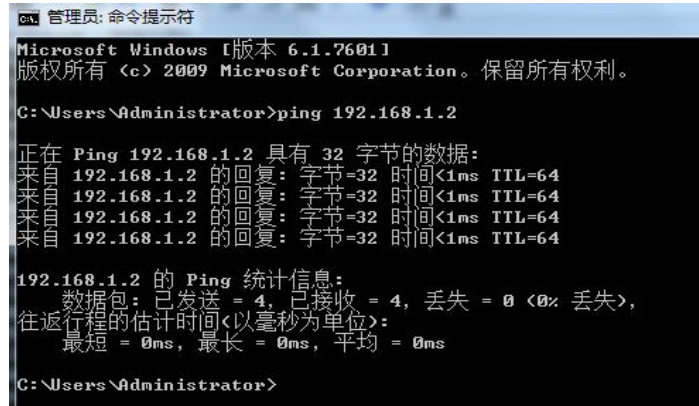 管理员: 命令提示符
Microsoft Windows [版本 6.1.7601]
版权所有 (c) 2009 Microsoft Corporation。保留所有权利。
C:\Users\Administrator>ping 192.168.1.2
正在 Ping 192.168.1.2 具有 32 字节的数据:
来自 192.168.1.2 的回复: 字节=32 时间<1ms TTL=64
来自 192.168.1.2 的回复: 字节=32 时间<1ms TTL=64
来自 192.168.1.2 的回复: 字节=32 时间<1ms TTL=64
来自 192.168.1.2 的回复: 字节=32 时间<1ms TTL=64
192.168.1.2 的 Ping 统计信息:
数据包: 已发送 = 4, 已接收 = 4, 丢失 = 0 (0% 丢失),
往返行程的估计时间(以毫秒为单位):
最短 = 0ms, 最长 = 0ms, 平均 = 0ms
C:\Users\Administrator>